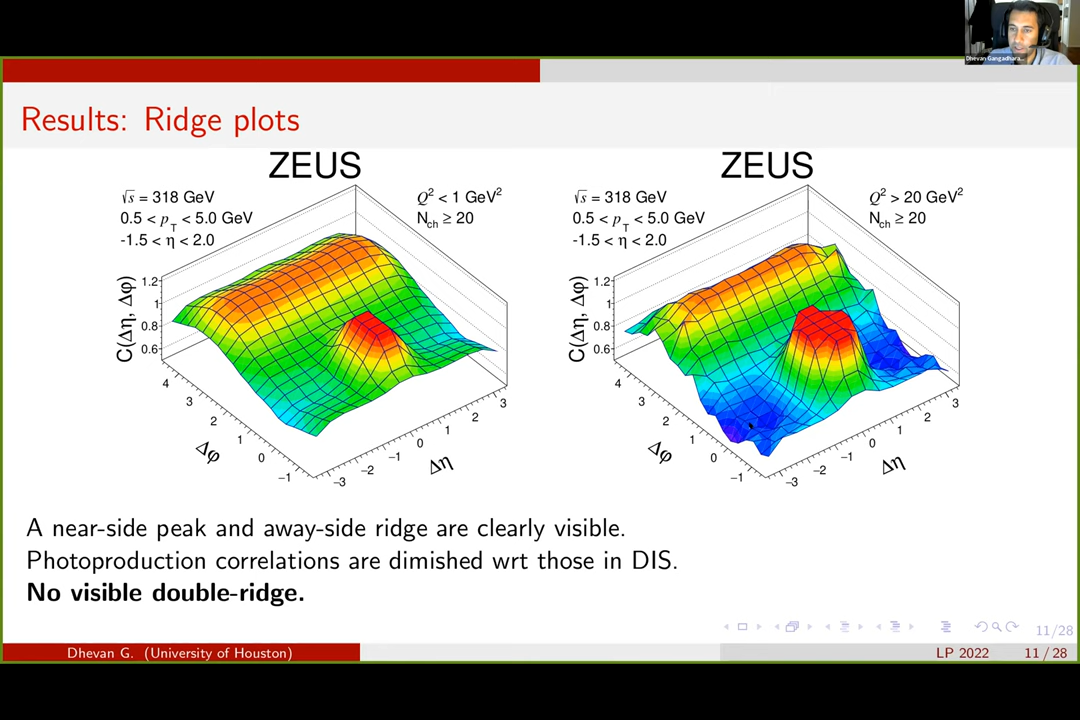 Dhevan Gangadhara...
Results: Ridge plots
ZEUS
√s = 318 GeV
0.5 < p_T < 5.0 GeV
-1.5 < η < 2.0
Q² < 1 GeV²
N_ch ≥ 20
C(Δη, Δφ)
1.2
1
0.8
0.6
4
3
2
1
0
−1
Δφ
−3
−2
−1
0
1
2
3
Δη
ZEUS
√s = 318 GeV
0.5 < p_T < 5.0 GeV
-1.5 < η < 2.0
Q² > 20 GeV²
N_ch ≥ 20
C(Δη, Δφ)
1.2
1
0.8
0.6
4
3
2
1
0
−1
Δφ
−3
−2
−1
0
1
2
3
Δη
A near-side peak and away-side ridge are clearly visible.
Photoproduction correlations are dimished wrt those in DIS.
No visible double-ridge.
11/28
Dhevan G. (University of Houston) LP 2022 11 / 28